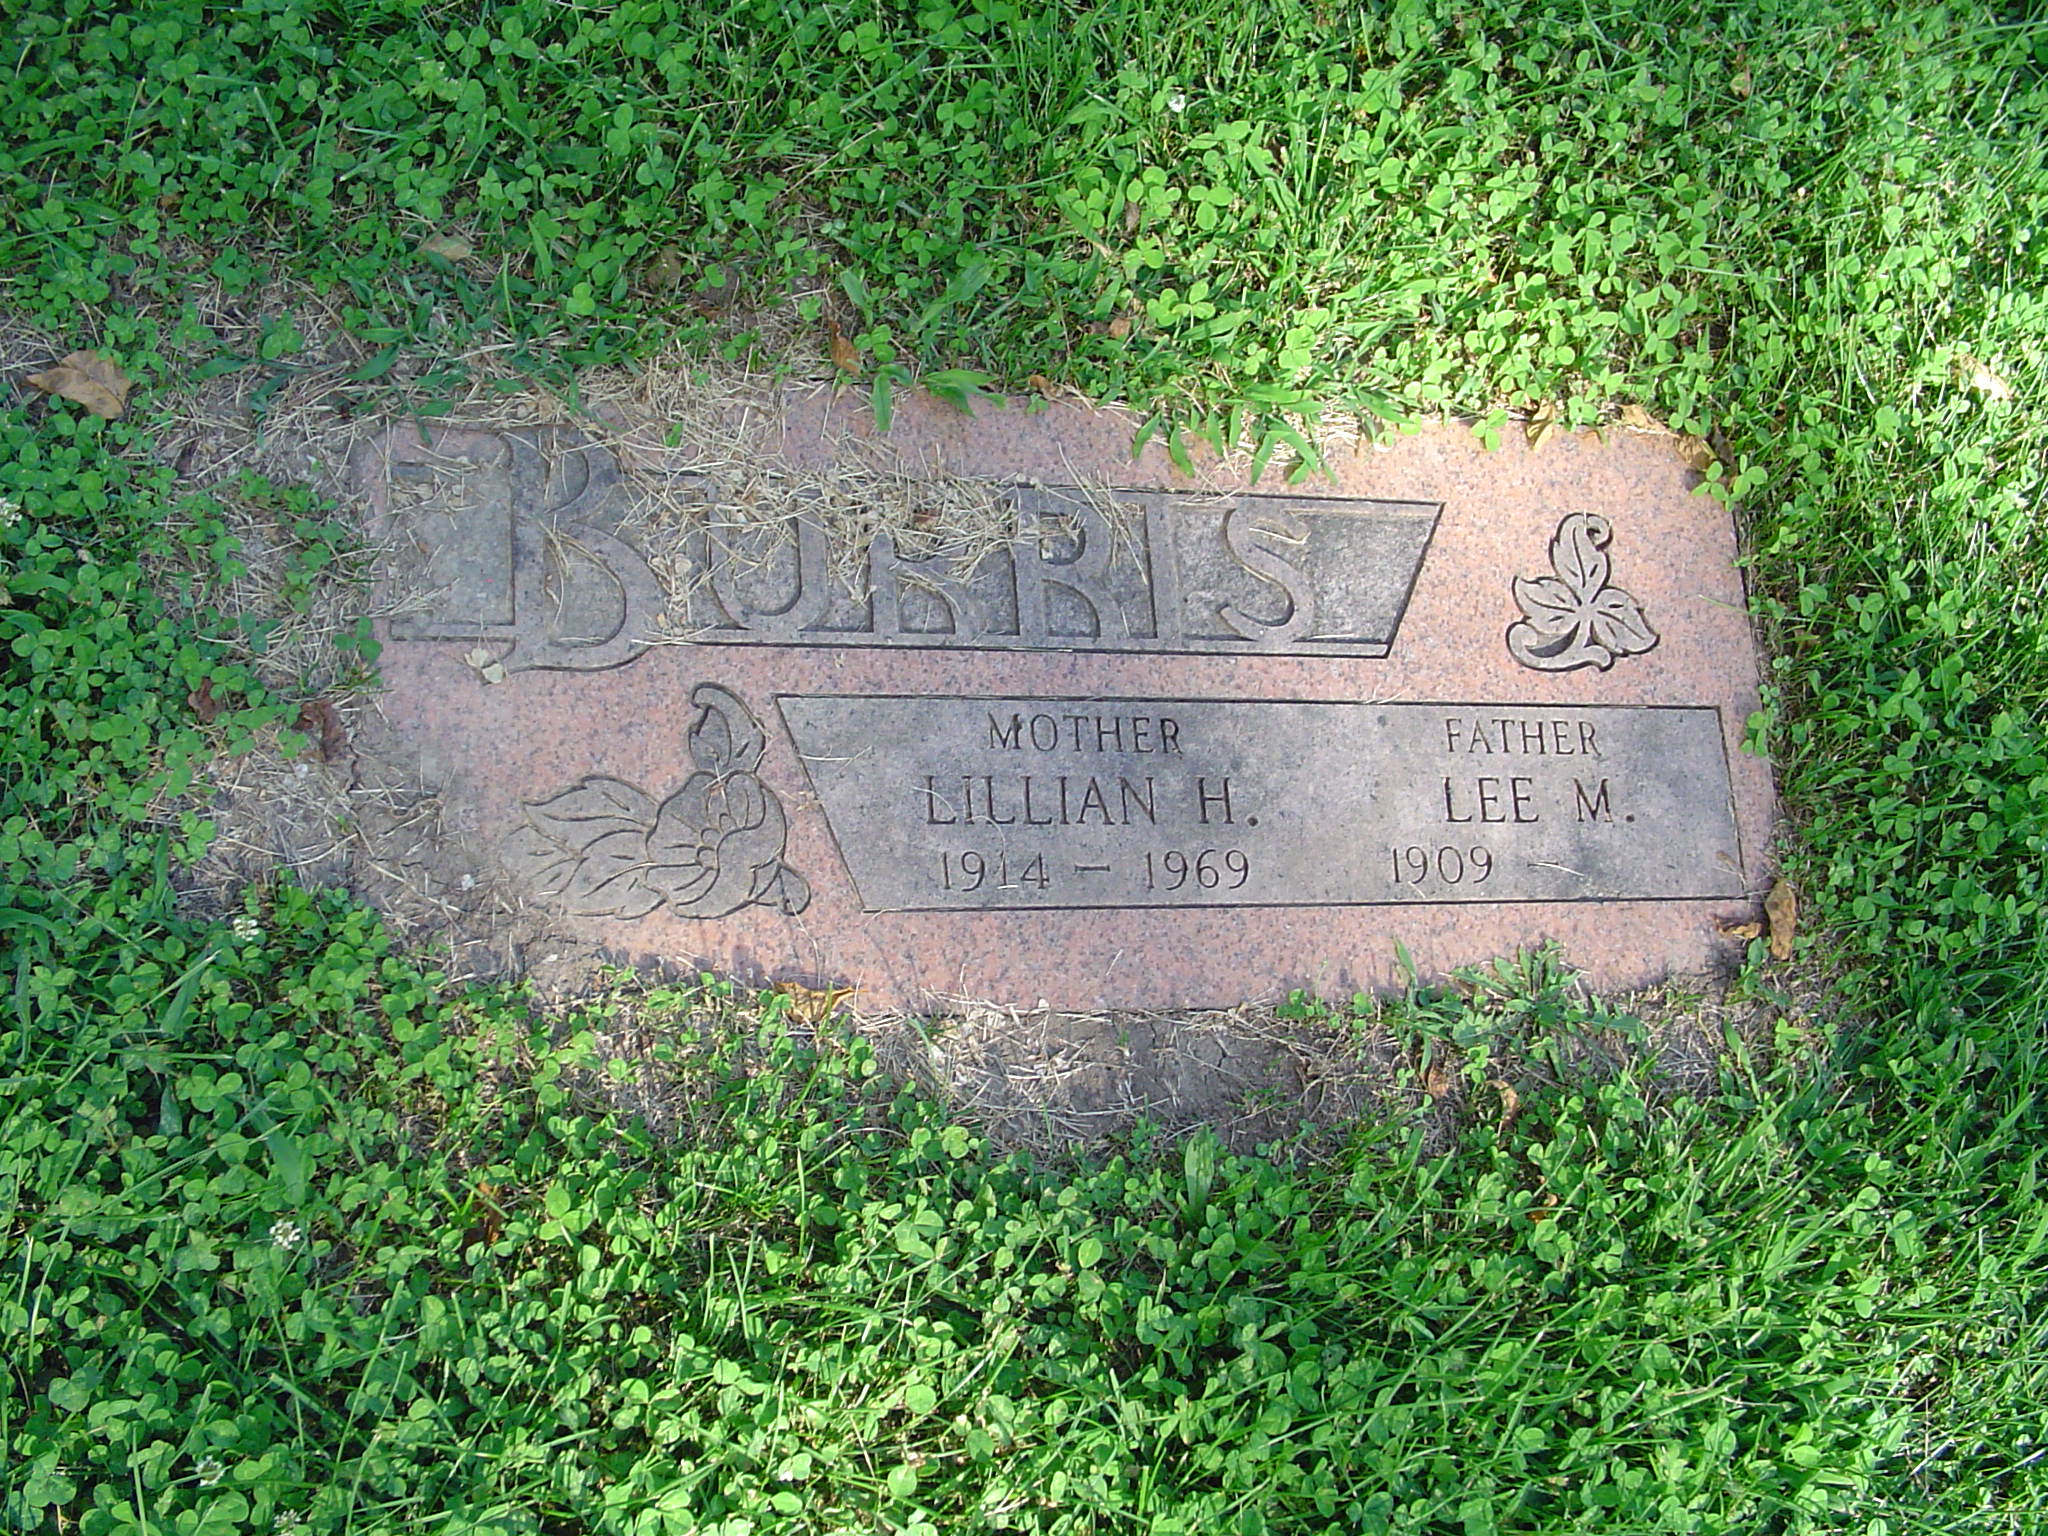 BURRIS
MOTHER
LILLIAN H.
1914 – 1969
FATHER
LEE M.
1909